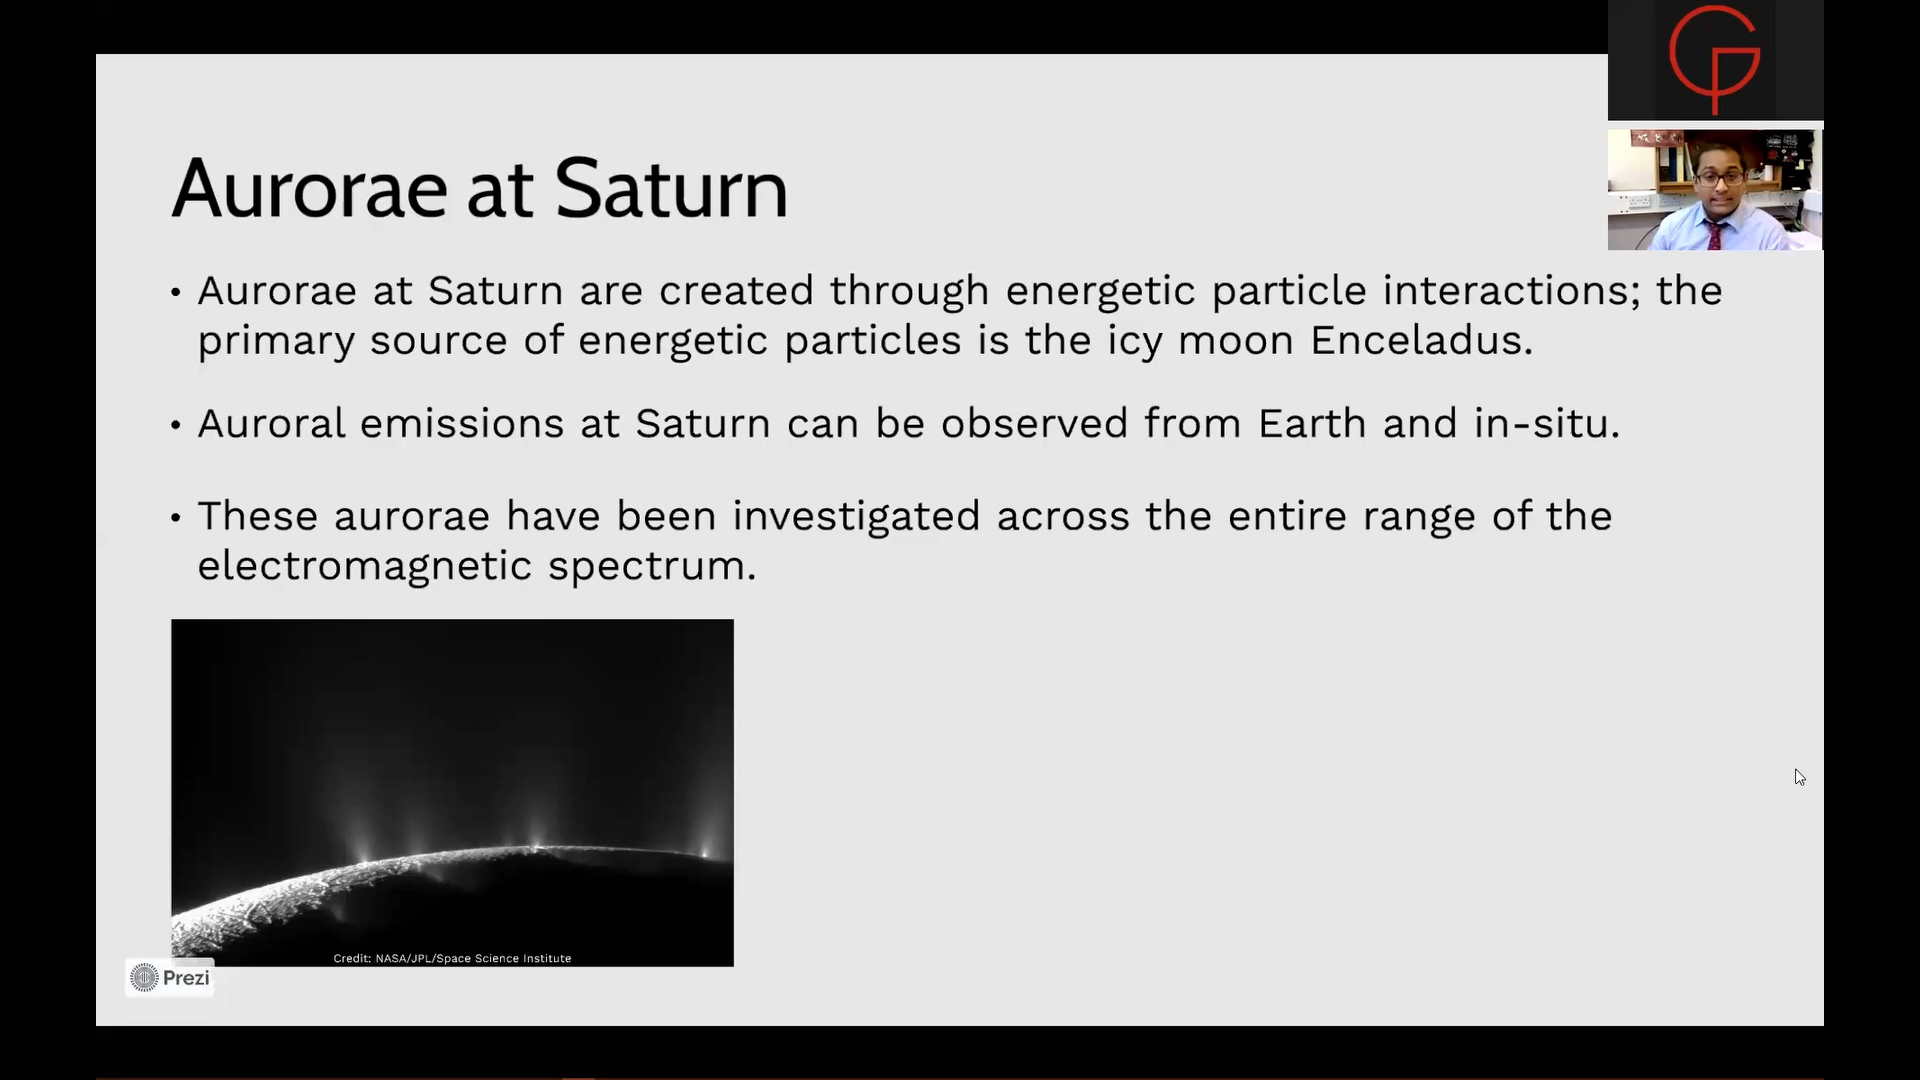 Aurorae at Saturn
• Aurorae at Saturn are created through energetic particle interactions; the
primary source of energetic particles is the icy moon Enceladus.
• Auroral emissions at Saturn can be observed from Earth and in-situ.
• These aurorae have been investigated across the entire range of the
electromagnetic spectrum.
Credit: NASA/JPL/Space Science Institute
Prezi